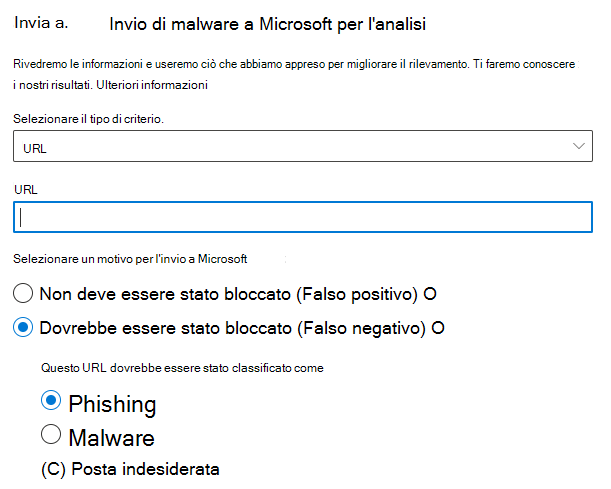 Invia a. Invio di malware a Microsoft per l'analisi
Rivedremo le informazioni e useremo ciò che abbiamo appreso per migliorare il rilevamento. Ti faremo conoscere
i nostri risultati. Ulteriori informazioni
Selezionare il tipo di criterio.
URL
URL
Selezionare un motivo per l'invio a Microsoft
Non deve essere stato bloccato (Falso positivo) O
Dovrebbe essere stato bloccato (Falso negativo) O
Questo URL dovrebbe essere stato classificato come
Phishing
Malware
(C) Posta indesiderata